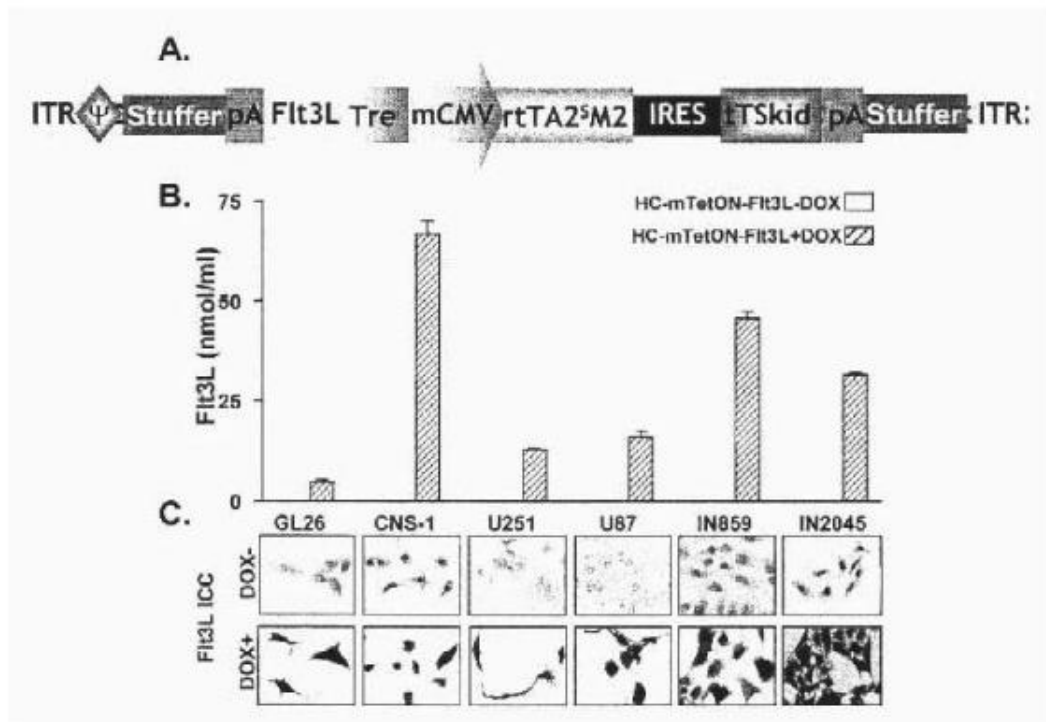 A.
ITR Ψ Stuffer pA Flt3L Tre mCMV rtTA2SM2 IRES tTSkid pA Stuffer ITR
B.
HC-mTetON-Flt3L-DOX
HC-mTetON-Flt3L+DOX
Flt3L (nmol/ml)
75
50
25
0
C.
GL26 CNS-1 U251 U87 IN859 IN2045
Flt3L ICC
DOX-
DOX+